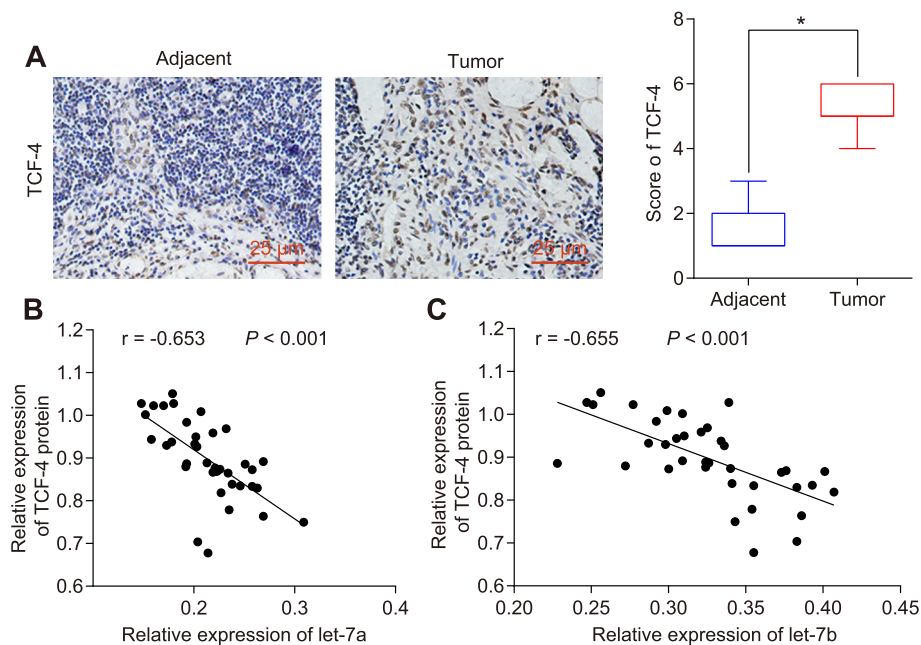 A
Adjacent
Tumor
TCF-4
25 μm
25 μm
Score o f TCF-4
8
6
4
2
0
*
Adjacent
Tumor
B
r = -0.653
P < 0.001
Relative expression
of TCF-4 protein
1.2
1.1
1.0
0.9
0.8
0.7
0.6
0.2
0.3
0.4
Relative expression of let-7a
C
r = -0.655
P < 0.001
Relative expression
of TCF-4 protein
1.2
1.1
1.0
0.9
0.8
0.7
0.6
0.20
0.25
0.30
0.35
0.40
0.45
Relative expression of let-7b